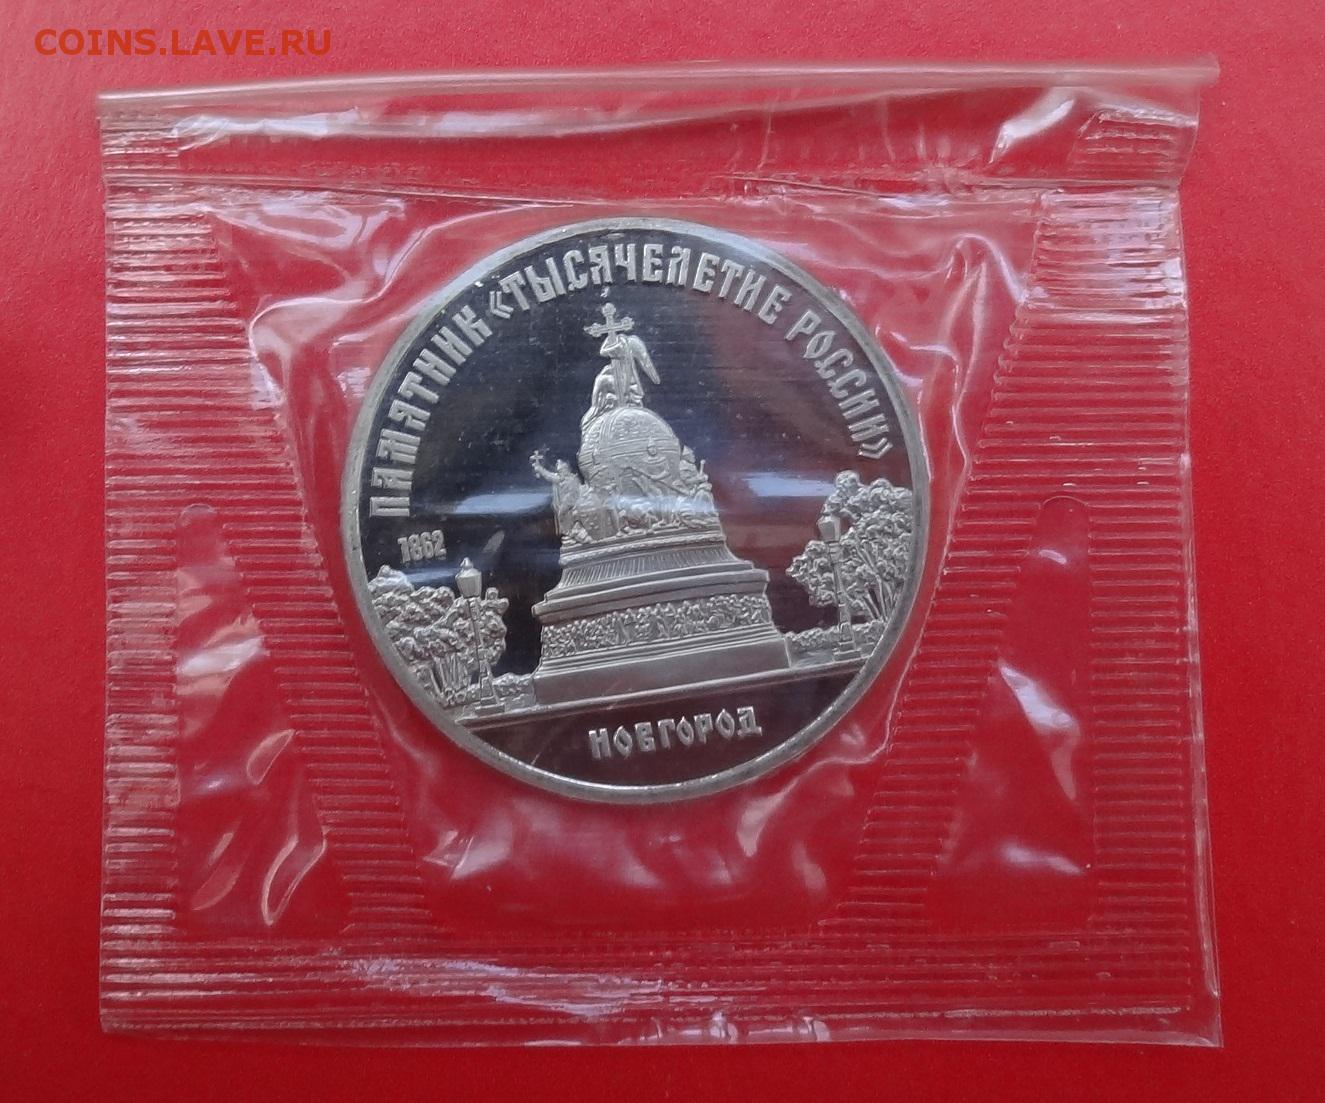 COINS.LAVE.RU
ПАМЯТНИК «ТЫСЯЧЕЛЕТИЕ РОССИИ»
1862
НОВГОРОД